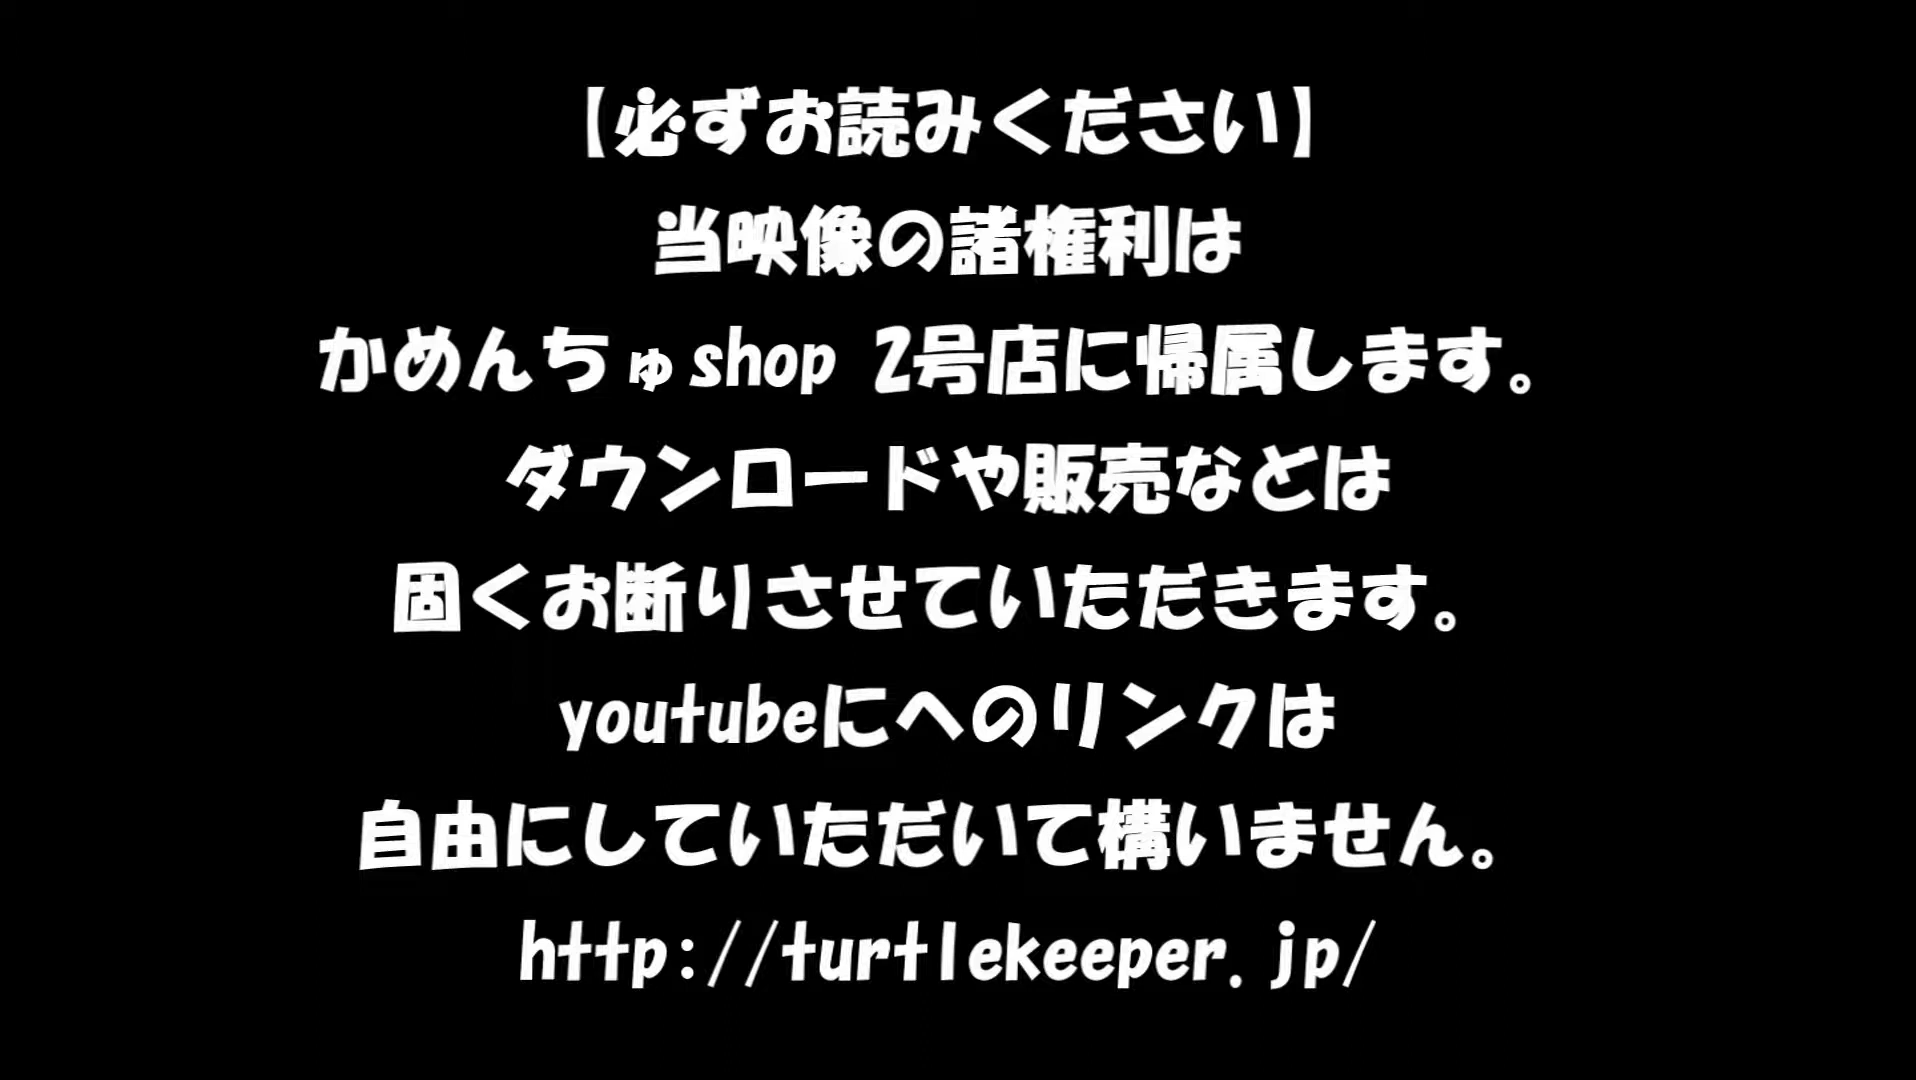 【必ずお読みください】
当映像の諸権利は
かめんちゅshop 2号店に帰属します。
ダウンロードや販売などは
固くお断りさせていただきます。
youtubeにへのリンクは
自由にしていただいて構いません。
http://turtlekeeper.jp/